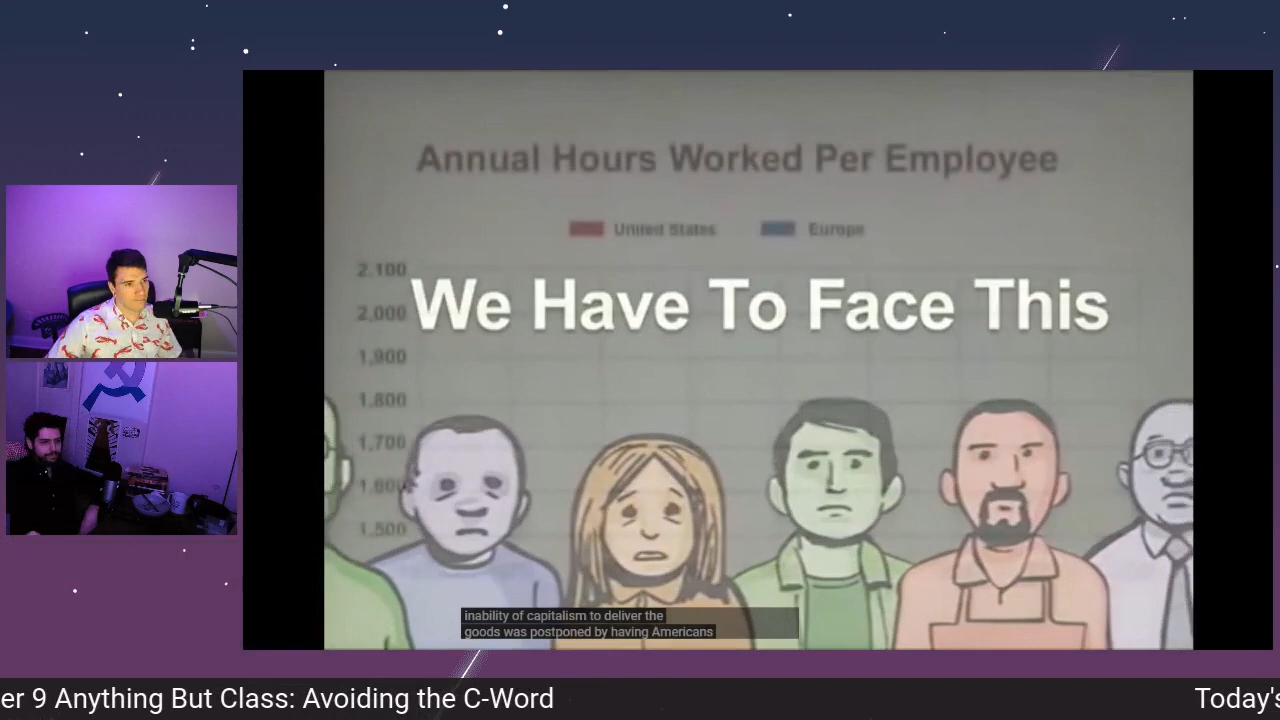 Annual Hours Worked Per Employee
United States Europe
2,100
We Have To Face This
2,000
1,900
1,800
1,700
1,600
1,500
inability of capitalism to deliver the
goods was postponed by having Americans
er 9 Anything But Class: Avoiding the C-Word
Today's